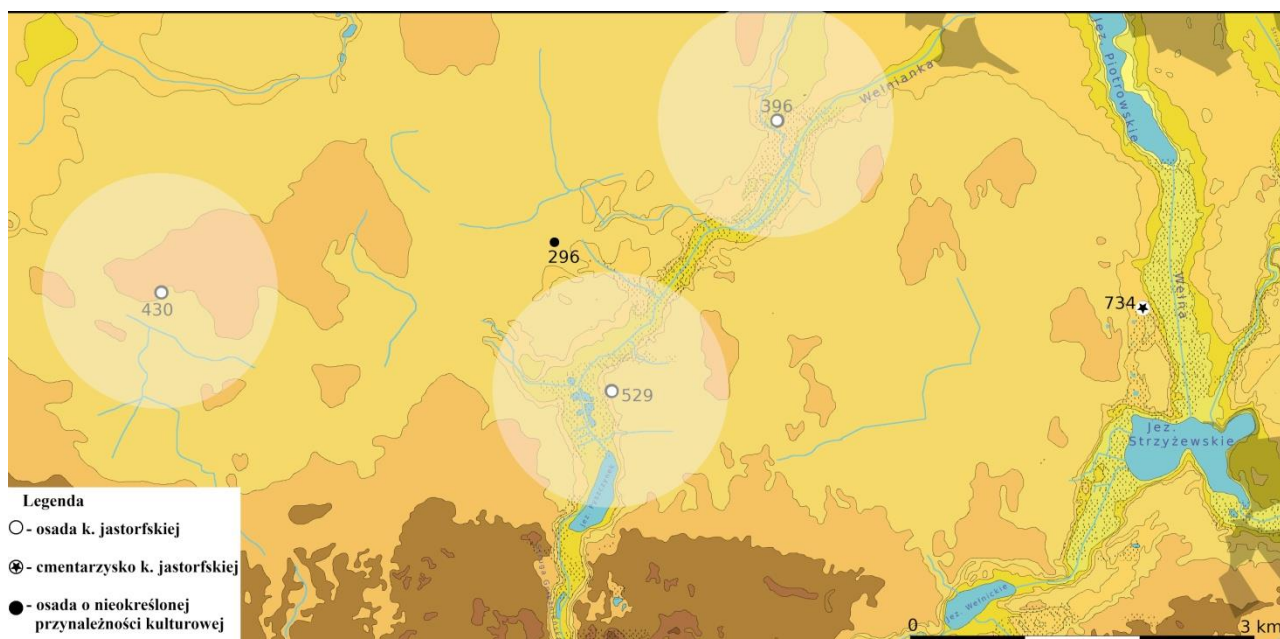 Jez. Piotrowskie
Wełnianka
396
296
430
734
Wełna
529
Jez.
Strzyżewskie
Legenda
- osada k. jastorfskiej
- cmentarzysko k. jastorfskiej
- osada o nieokreślonej
przynależności kulturowej
Jez. Wełnickie
0
3 km